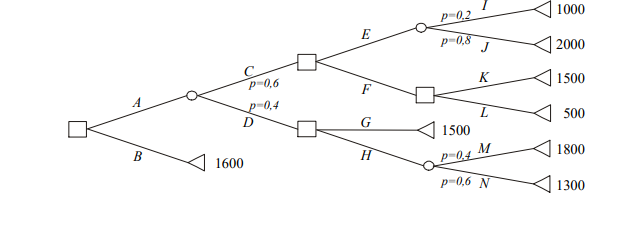 I
1000
p=0,2
E
p=0,8
J
2000
C
p=0,6
K
1500
A
F
p=0,4
D
L
500
G
1500
B
1600
H
p=0,4
M
1800
p=0,6
N
1300